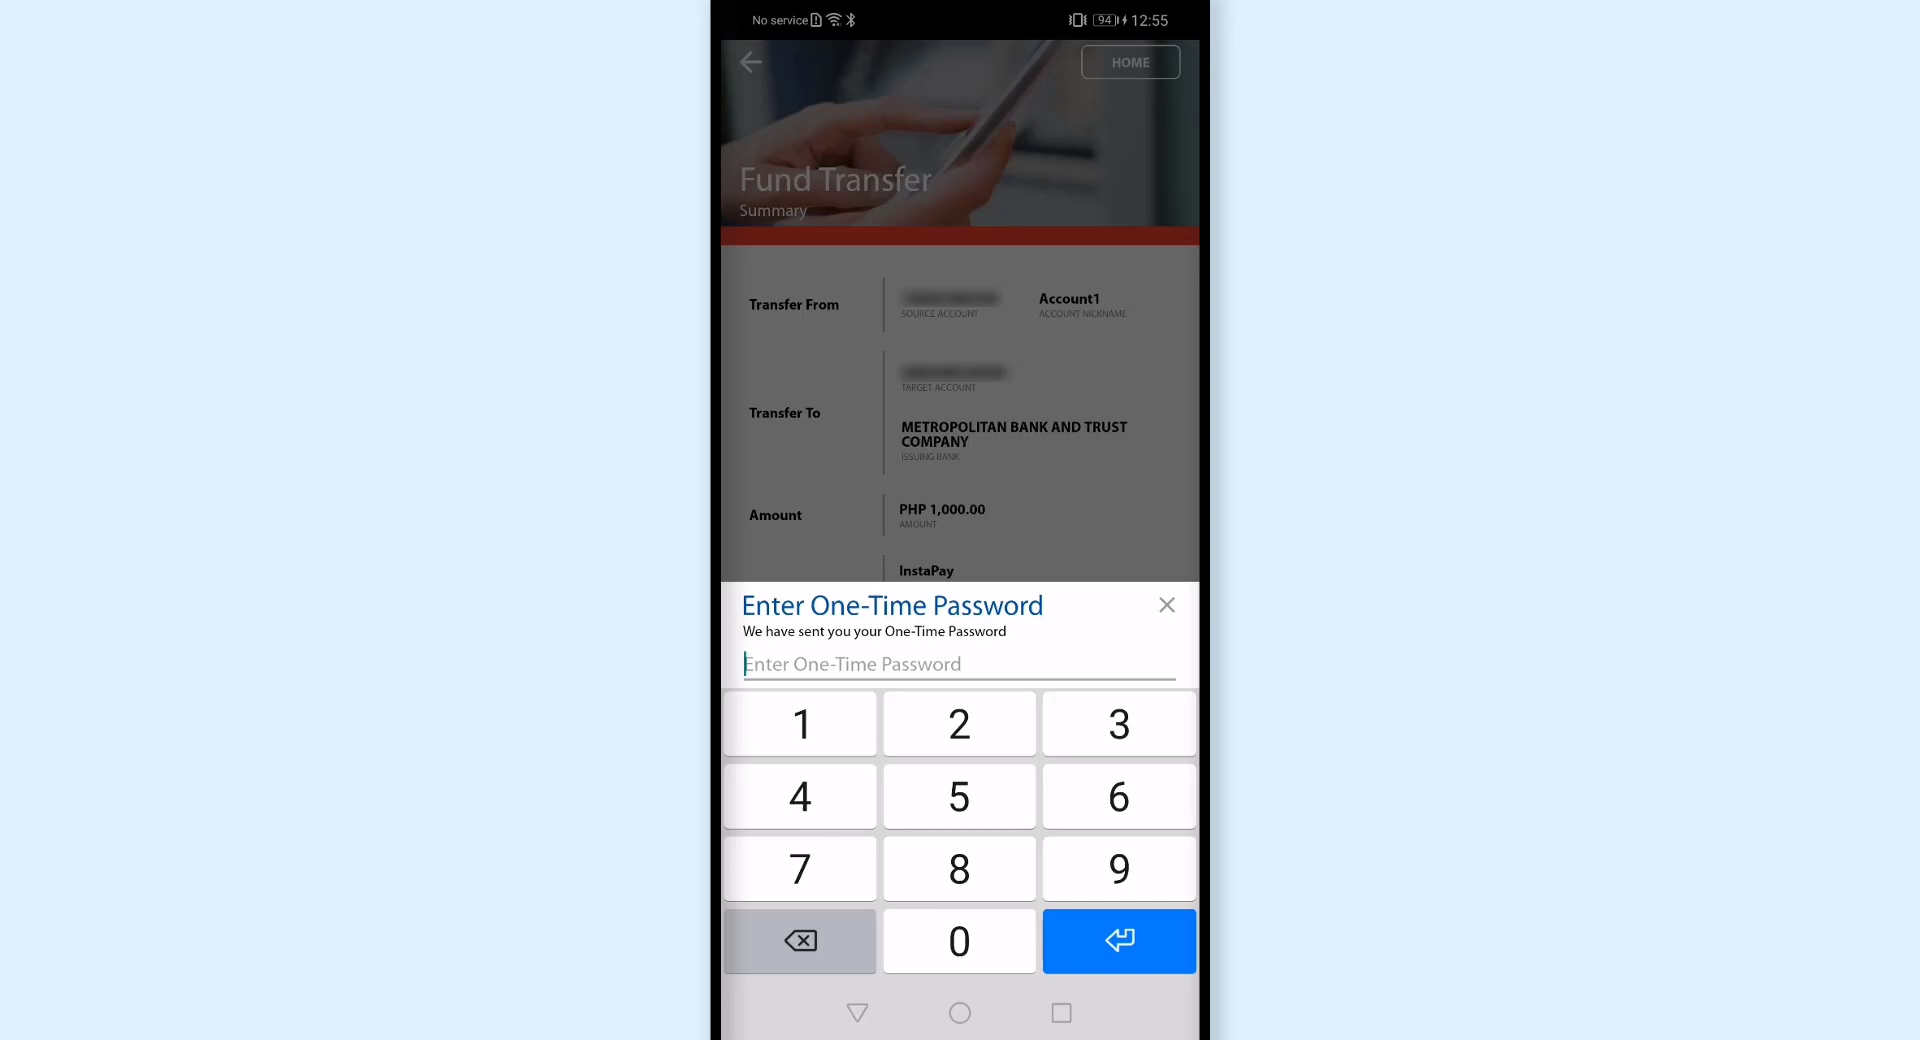 No service 94 12:55
HOME
Fund Transfer
Summary
Transfer From
Account1
SOURCE ACCOUNT ACCOUNT NICKNAME
TARGET ACCOUNT
Transfer To
METROPOLITAN BANK AND TRUST
COMPANY
ISSUING BANK
Amount
PHP 1,000.00
AMOUNT
InstaPay
Enter One-Time Password
We have sent you your One-Time Password
Enter One-Time Password
1 2 3
4 5 6
7 8 9
0